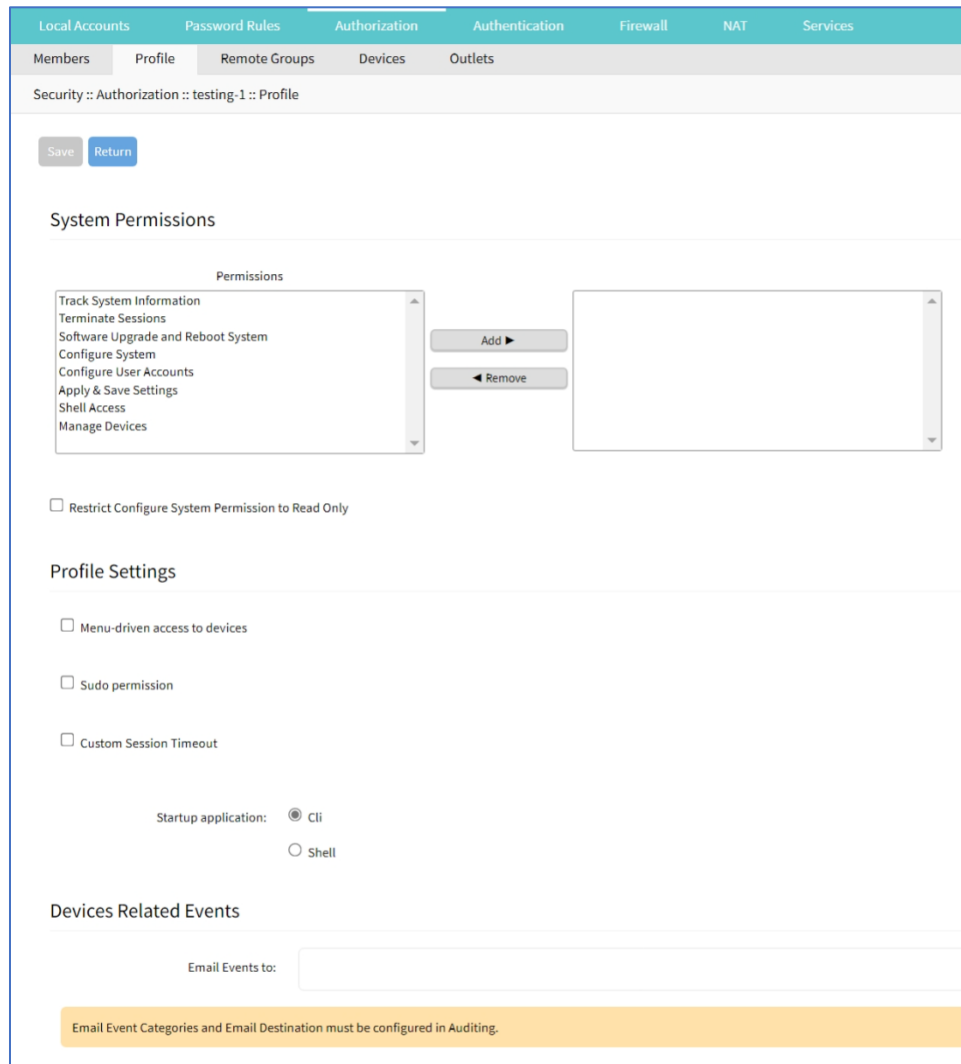 Local Accounts Password Rules Authorization Authentication Firewall NAT Services
Members Profile Remote Groups Devices Outlets
Security :: Authorization :: testing-1 :: Profile
Save Return
System Permissions
Permissions
Track System Information
Terminate Sessions
Software Upgrade and Reboot System
Configure System
Configure User Accounts
Apply & Save Settings
Shell Access
Manage Devices
Add ►
◄ Remove
Restrict Configure System Permission to Read Only
Profile Settings
Menu-driven access to devices
Sudo permission
Custom Session Timeout
Startup application: Cli
Shell
Devices Related Events
Email Events to:
Email Event Categories and Email Destination must be configured in Auditing.